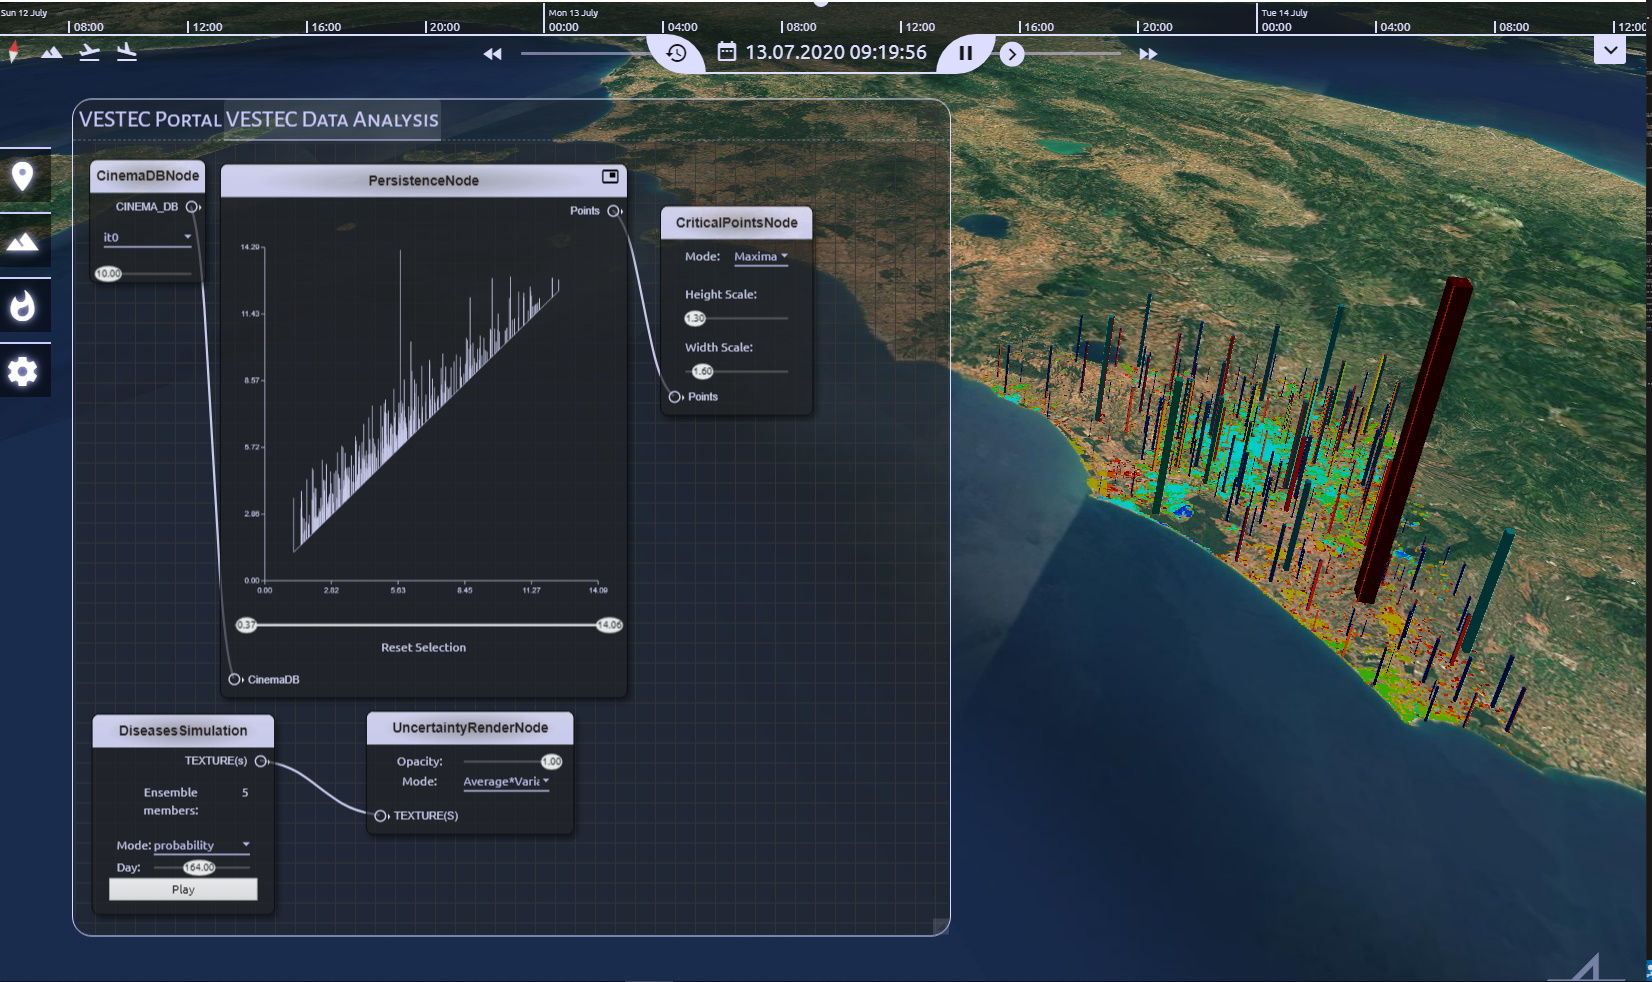 Sun 12 July Mon 13 July Tue 14 July
08:00 12:00 16:00 20:00 00:00 04:00 08:00 12:00 16:00 20:00 00:00 04:00 08:00 12:00
13.07.2020 09:19:56
VESTEC PORTAL VESTEC DATA ANALYSIS
CinemaDBNode
CINEMA_DB
it0
10.00
PersistenceNode
Points
14.20
11.43
8.57
5.72
2.86
0.00
0.00 2.82 5.63 8.45 11.27 14.09
0.37 14.06
Reset Selection
CinemaDB
CriticalPointsNode
Mode: Maxima
Height Scale:
1.30
Width Scale:
1.60
Points
DiseasesSimulation
TEXTURE(s)
Ensemble 5
members:
Mode: probability
Day: 164.00
Play
UncertaintyRenderNode
Opacity: 1.00
Mode: Average*Varia
TEXTURE(S)